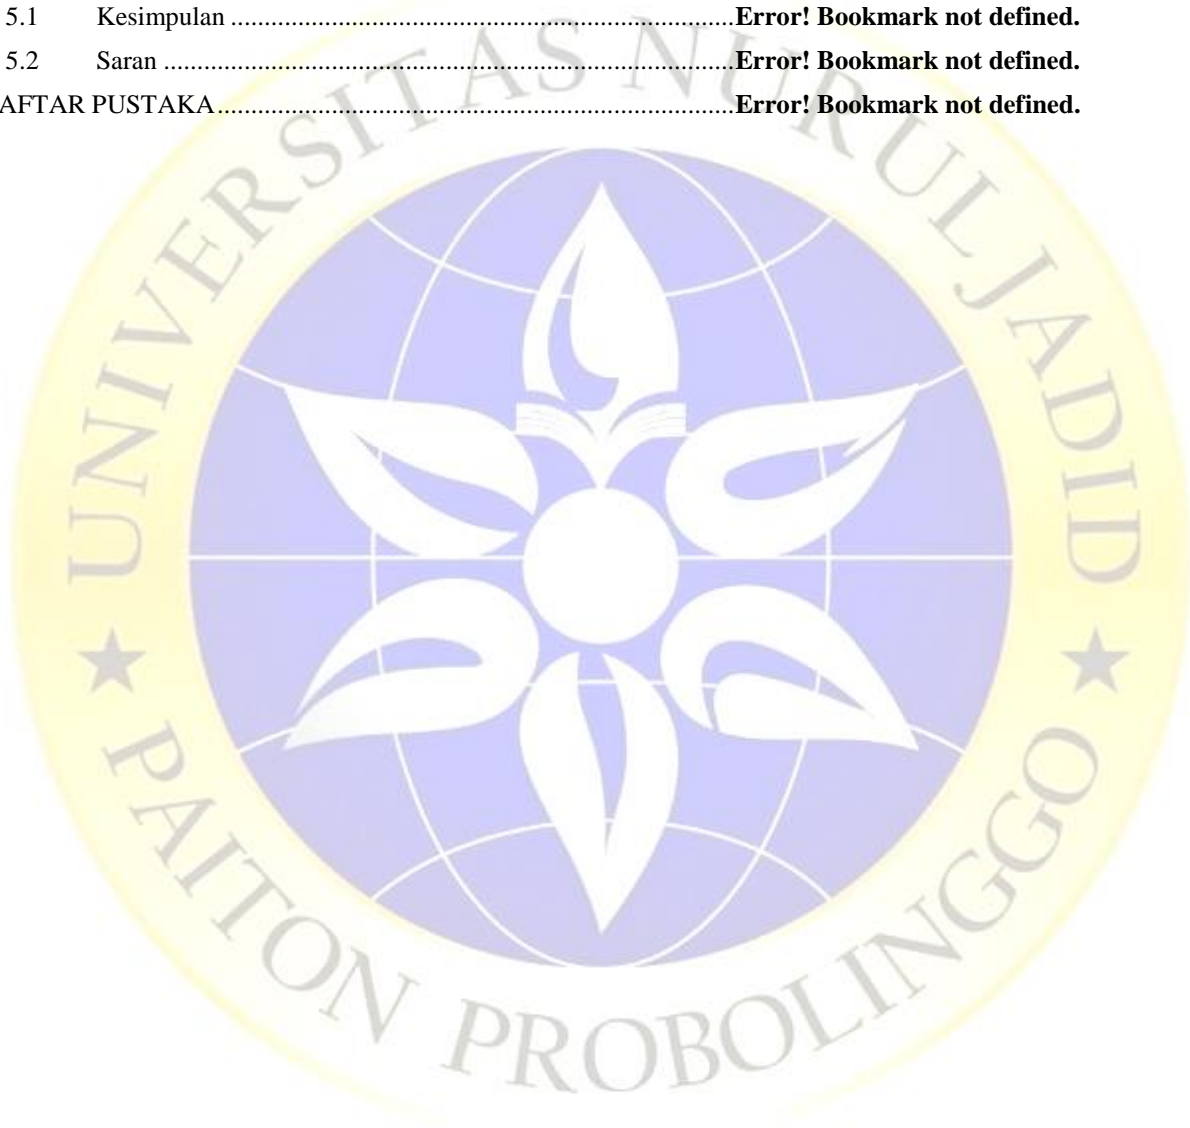 5.1 Kesimpulan ............................................................................Error! Bookmark not defined.
5.2 Saran ......................................................................................Error! Bookmark not defined.
AFTAR PUSTAKA..............................................................................Error! Bookmark not defined.
UNIVERSITAS NURUL JADID
★ PAITON PROBOLINGGO ★